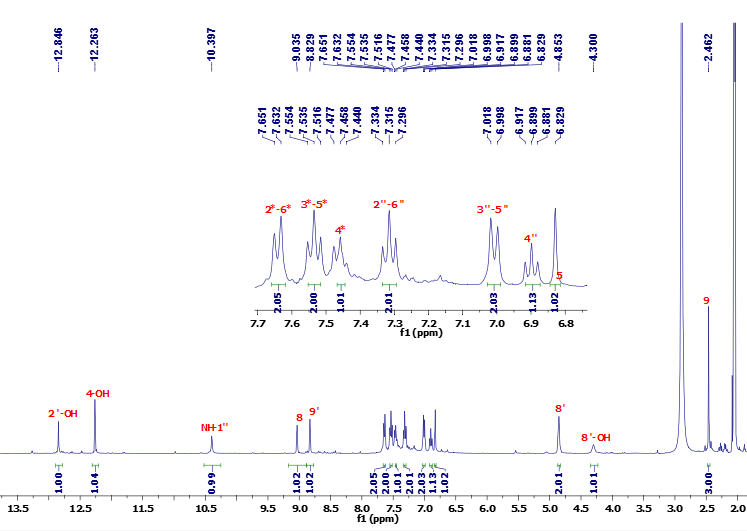 12.846 12.263 10.397 9.035 8.829 7.651 7.632 7.554 7.535 7.516 7.477 7.458 7.440 7.334 7.315 7.296 7.018 6.998 6.917 6.899 6.881 6.829 4.853 4.300 2.462
7.651 7.632 7.554 7.535 7.516 7.477 7.458 7.440 7.334 7.315 7.296 7.018 6.998 6.917 6.899 6.881 6.829
2*-6* 3*-5* 4* 2''-6'' 3''-5'' 4'' 5
2.05 2.00 1.01 2.01 2.03 1.13 1.02
7.7 7.6 7.5 7.4 7.3 7.2 7.1 7.0 6.9 6.8
f1 (ppm)
2'-OH 4-OH NH-1'' 8 9' 8' 8'-OH 9
1.00 1.04 0.99 1.02 1.02 2.05 2.00 1.01 2.01 2.03 1.13 1.02 2.01 1.01 3.00
13.5 12.5 11.5 10.5 9.5 9.0 8.5 8.0 7.5 7.0 6.5 6.0 5.5 5.0 4.5 4.0 3.5 3.0 2.5 2.0
f1 (ppm)